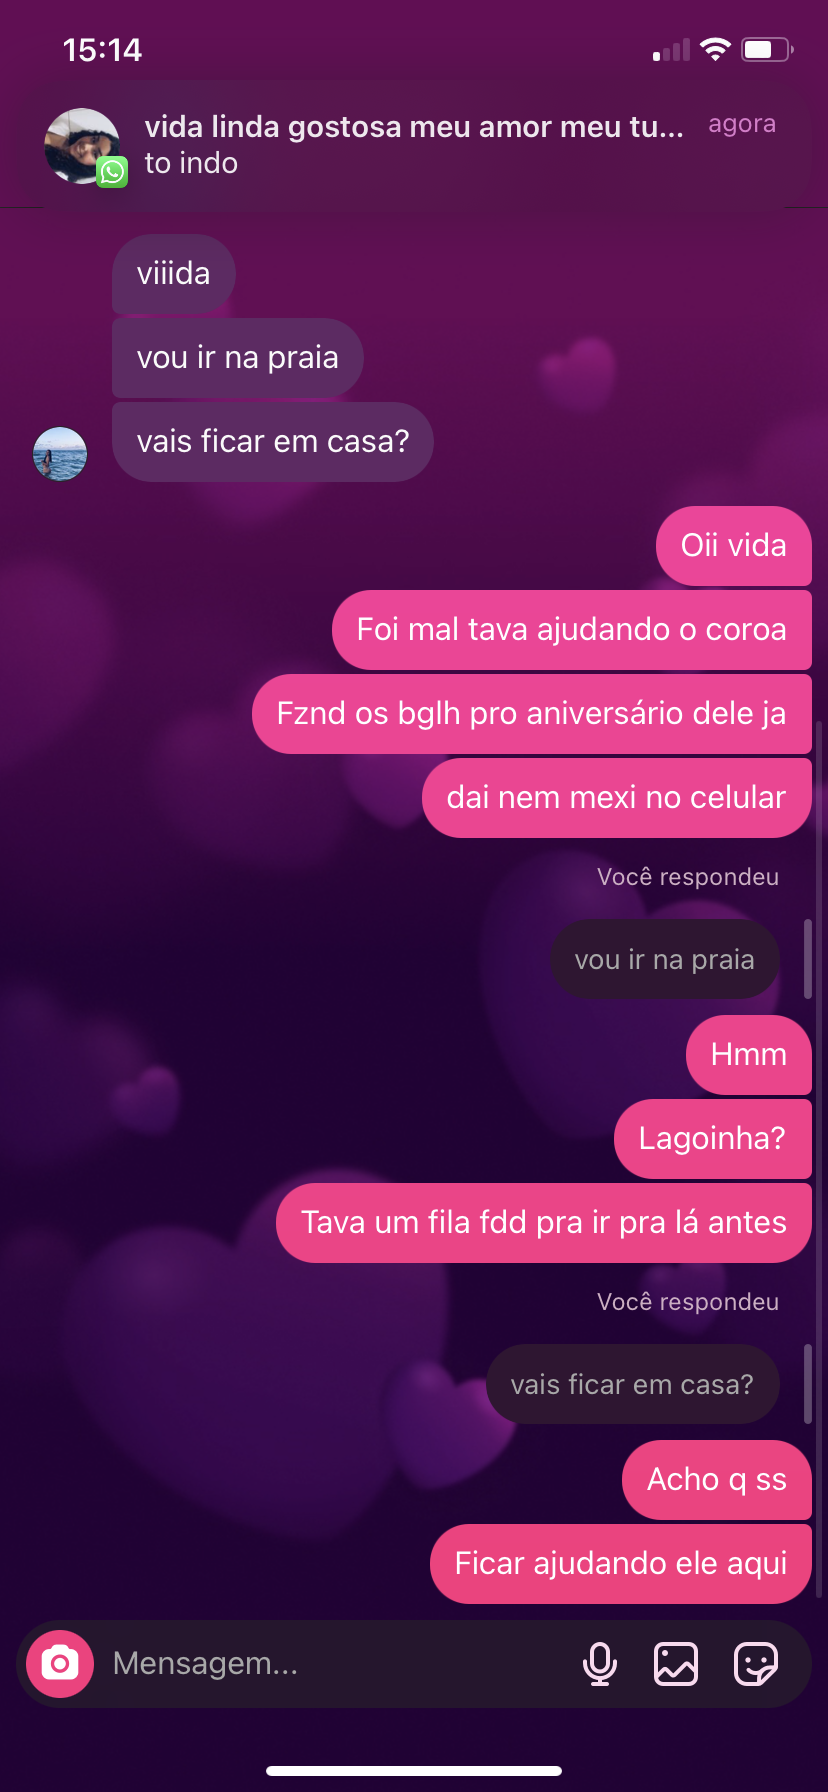 15:14
vida linda gostosa meu amor meu tu...
agora
to indo
viiida
vou ir na praia
vais ficar em casa?
Oii vida
Foi mal tava ajudando o coroa
Fznd os bglh pro aniversário dele ja
dai nem mexi no celular
Você respondeu
vou ir na praia
Hmm
Lagoinha?
Tava um fila fdd pra ir pra lá antes
Você respondeu
vais ficar em casa?
Acho q ss
Ficar ajudando ele aqui
Mensagem...